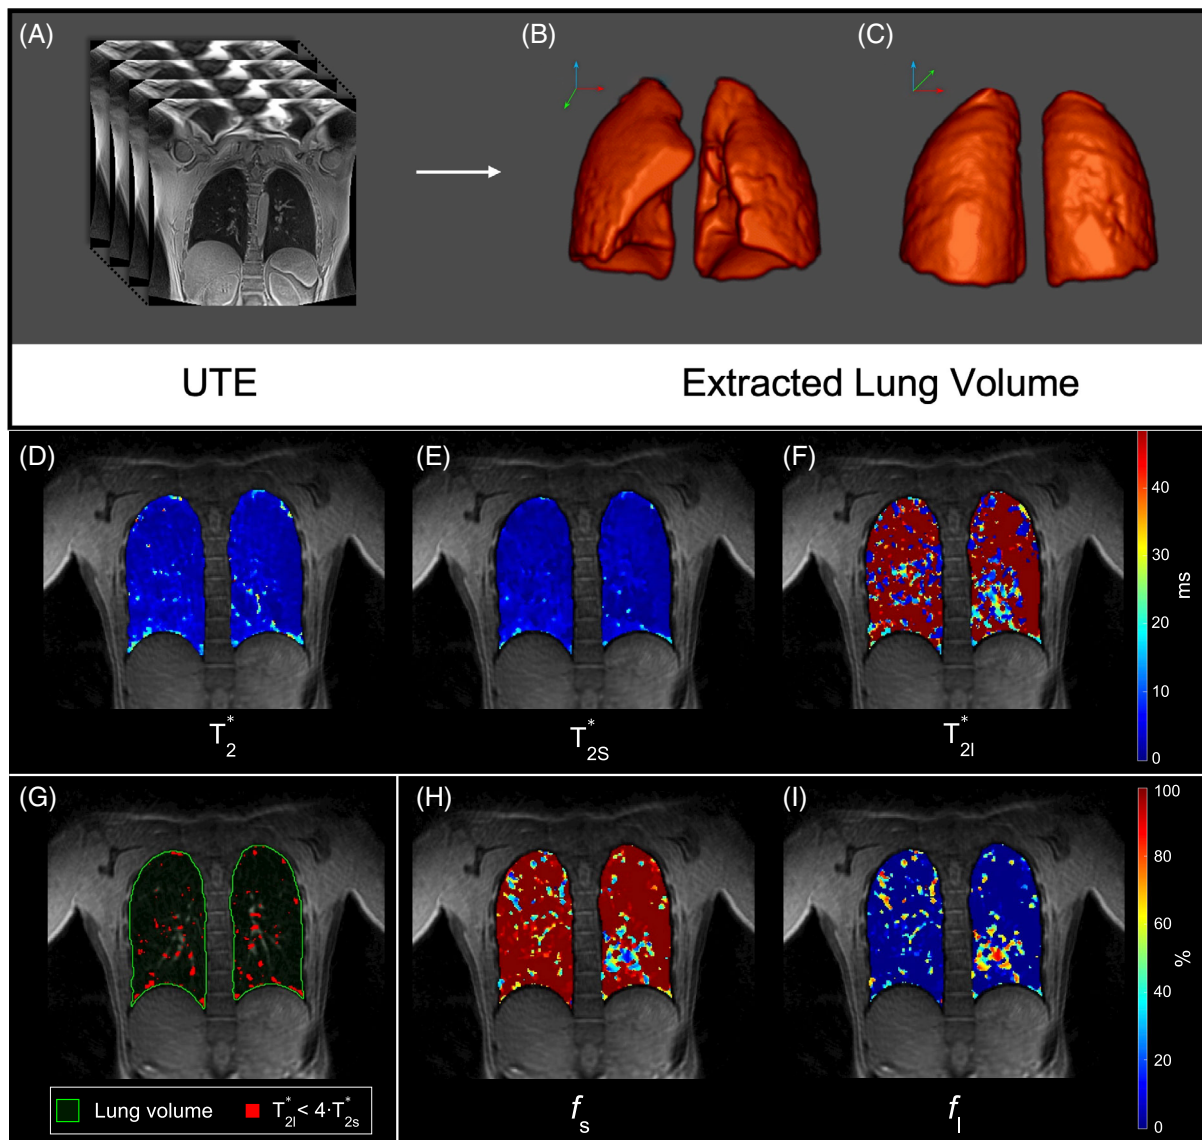 (A) (B) (C)
UTE Extracted Lung Volume
(D) (E) (F)
40
30
ms
20
10
0
T*2 T*2S T*2l
(G) (H) (I)
100
80
60
%
40
20
0
Lung volume T*2l < 4·T*2s
fs fl